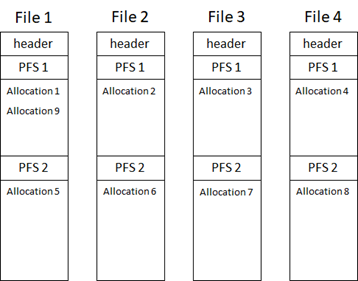 File 1 File 2 File 3 File 4
header header header header
PFS 1 PFS 1 PFS 1 PFS 1
Allocation 1 Allocation 2 Allocation 3 Allocation 4
Allocation 9
PFS 2 PFS 2 PFS 2 PFS 2
Allocation 5 Allocation 6 Allocation 7 Allocation 8